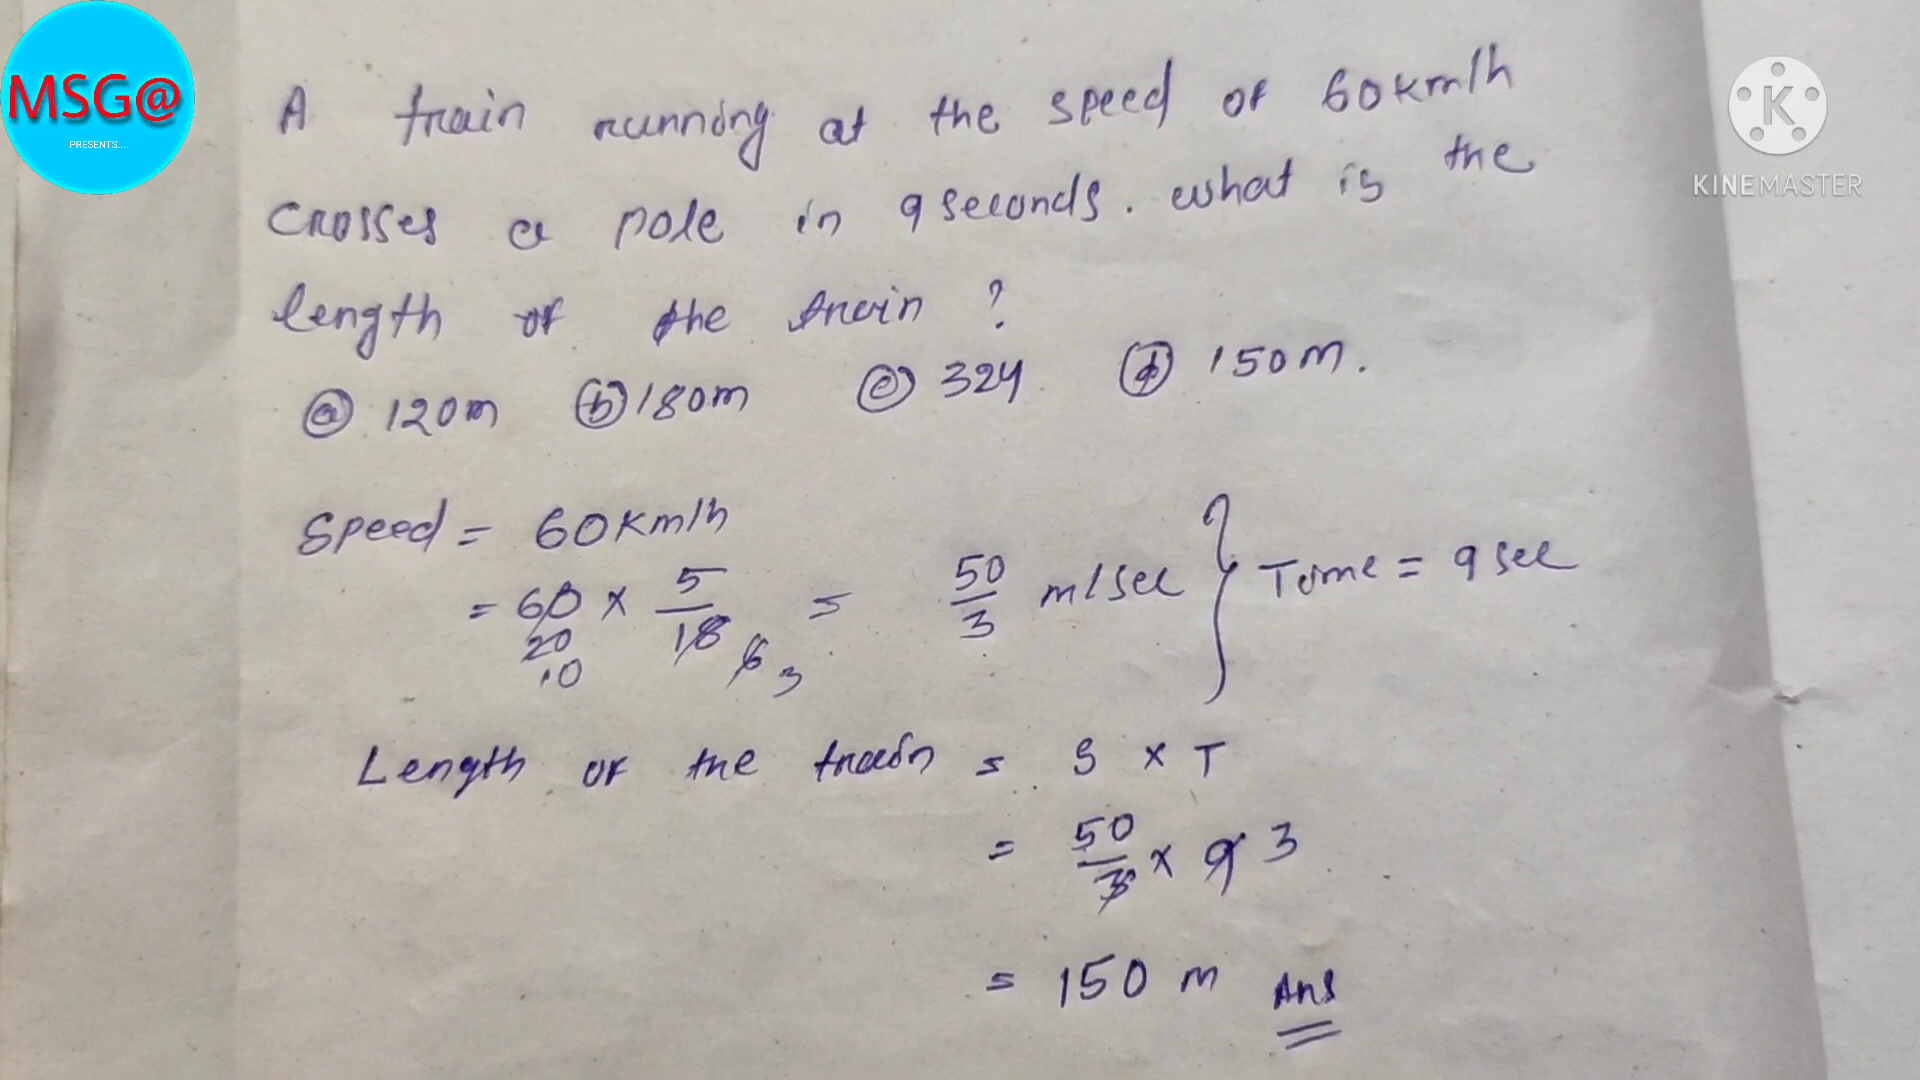 MSG@
PRESENTS....
K
KINEMASTER
A train running at the speed of 60km/h
crosses a pole in 9 seconds. what is the
length of the train ?
ⓐ 120m ⓑ 180m ⓒ 324 ⓓ 150m.
Speed = 60km/h
= 60 x 5/18 = 50/3 m/sec } Time = 9 sec
20 6 3
10
Length of the train = S x T
= 50/3 x 9 3
= 150 m Ans